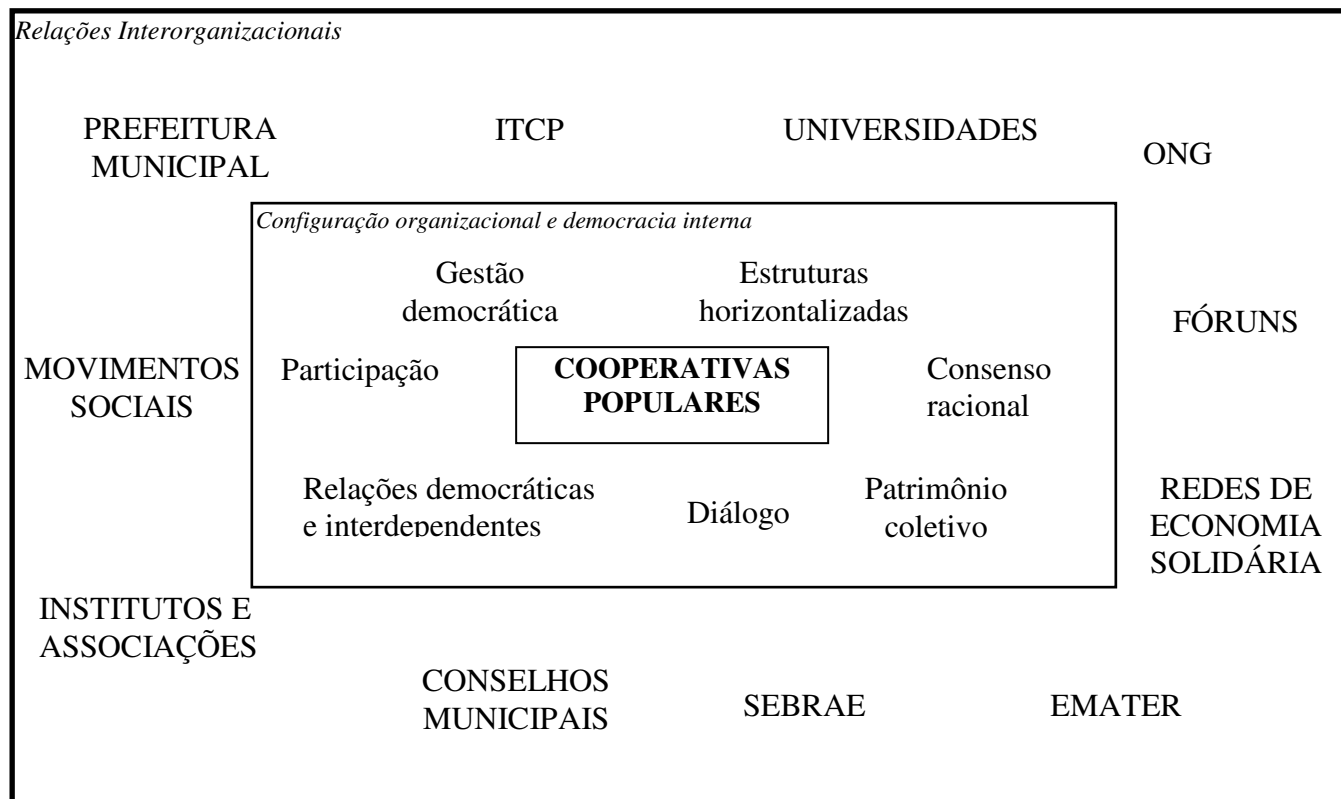 Relações Interorganizacionais
PREFEITURA
MUNICIPAL
ITCP
UNIVERSIDADES
ONG
Configuração organizacional e democracia interna
Gestão
democrática
Estruturas
horizontalizadas
FÓRUNS
MOVIMENTOS
SOCIAIS
Participação
COOPERATIVAS
POPULARES
Consenso
racional
Relações democráticas
e interdependentes
Diálogo
Patrimônio
coletivo
REDES DE
ECONOMIA
SOLIDÁRIA
INSTITUTOS E
ASSOCIAÇÕES
CONSELHOS
MUNICIPAIS
SEBRAE
EMATER